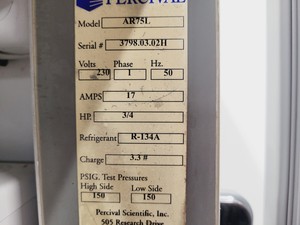 PERCIVAL
Model AR75L
Serial # 3798.03.02H
Volts Phase Hz.
230 1 50
AMPS 17
HP. 3/4
Refrigerant R-134A
Charge 3.3 #
PSIG. Test Pressures
High Side Low Side
150 150
Percival Scientific, Inc.
505 Research Drive